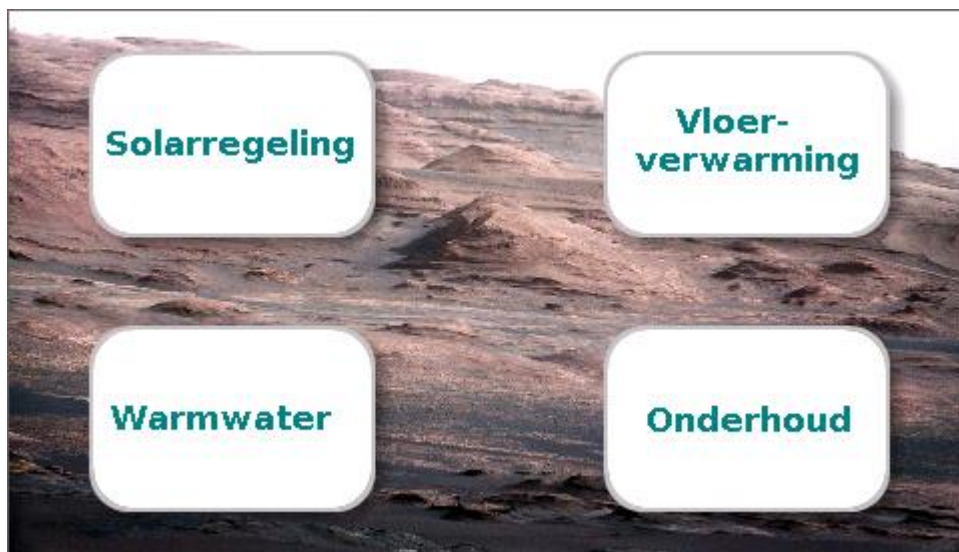 Solarregeling
Vloer-
verwarming
Warmwater
Onderhoud